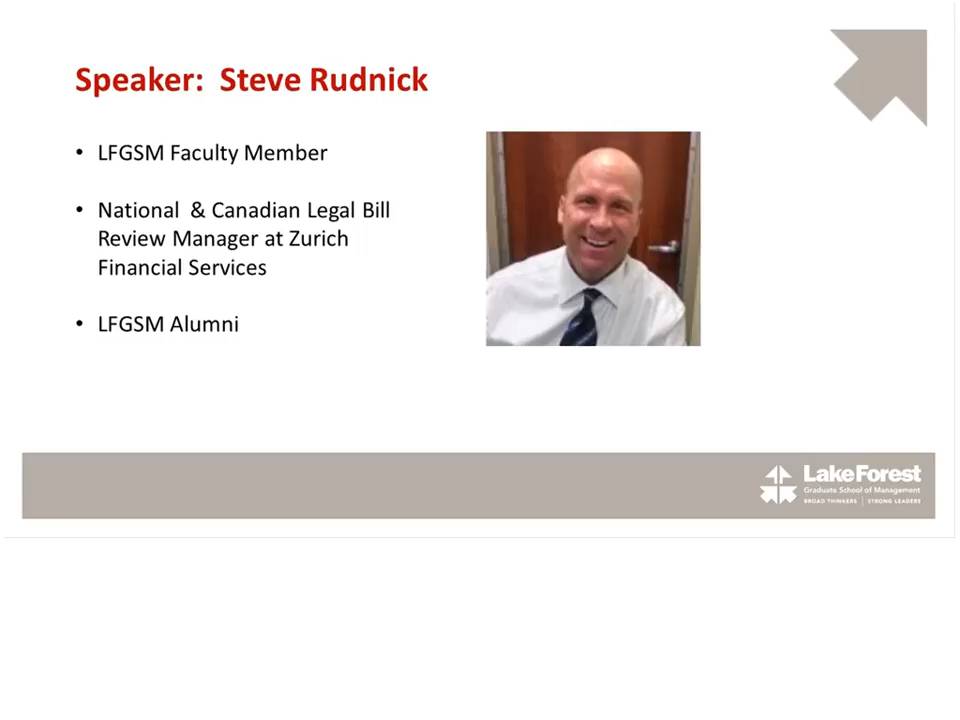 Speaker: Steve Rudnick
• LFGSM Faculty Member
• National & Canadian Legal Bill
Review Manager at Zurich
Financial Services
• LFGSM Alumni
LakeForest
Graduate School of Management
BROAD THINKERS | STRONG LEADERS